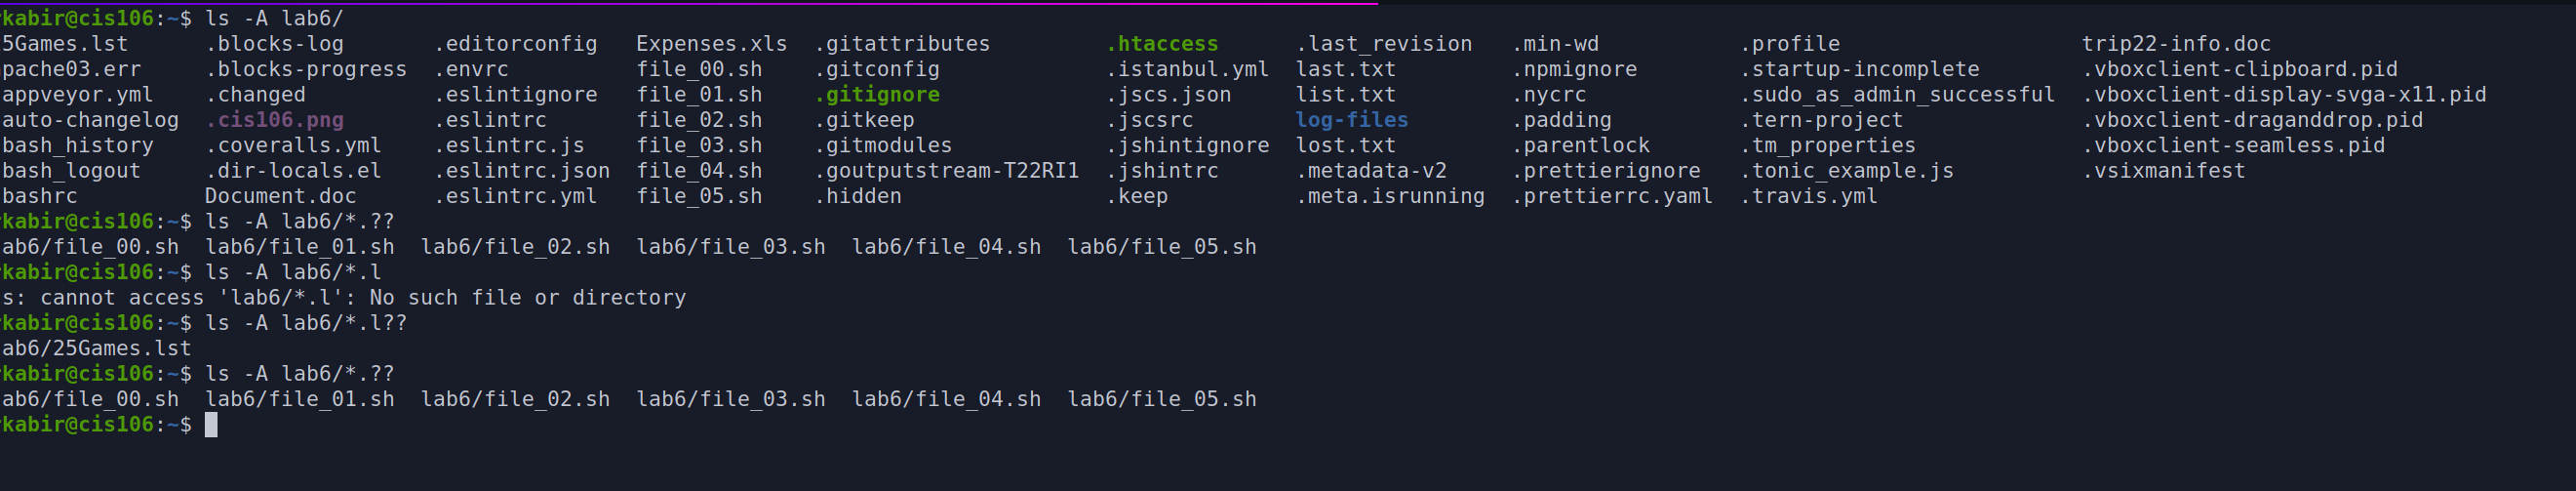 kabir@cis106:~$ ls -A lab6/
5Games.lst .blocks-log .editorconfig Expenses.xls .gitattributes .htaccess .last_revision .min-wd .profile trip22-info.doc
pache03.err .blocks-progress .envrc file_00.sh .gitconfig .istanbul.yml last.txt .npmignore .startup-incomplete .vboxclient-clipboard.pid
appveyor.yml .changed .eslintignore file_01.sh .gitignore .jscs.json list.txt .nycrc .sudo_as_admin_successful .vboxclient-display-svga-x11.pid
auto-changelog .cis106.png .eslintrc file_02.sh .gitkeep .jscsrc log-files .padding .tern-project .vboxclient-draganddrop.pid
bash_history .coveralls.yml .eslintrc.js file_03.sh .gitmodules .jshintignore lost.txt .parentlock .tm_properties .vboxclient-seamless.pid
bash_logout .dir-locals.el .eslintrc.json file_04.sh .goutputstream-T22RI1 .jshintrc .metadata-v2 .prettierignore .tonic_example.js .vsixmanifest
bashrc Document.doc .eslintrc.yml file_05.sh .hidden .keep .meta.isrunning .prettierrc.yaml .travis.yml
kabir@cis106:~$ ls -A lab6/*.??
ab6/file_00.sh lab6/file_01.sh lab6/file_02.sh lab6/file_03.sh lab6/file_04.sh lab6/file_05.sh
kabir@cis106:~$ ls -A lab6/*.l
s: cannot access 'lab6/*.l': No such file or directory
kabir@cis106:~$ ls -A lab6/*.l??
ab6/25Games.lst
kabir@cis106:~$ ls -A lab6/*.??
ab6/file_00.sh lab6/file_01.sh lab6/file_02.sh lab6/file_03.sh lab6/file_04.sh lab6/file_05.sh
kabir@cis106:~$